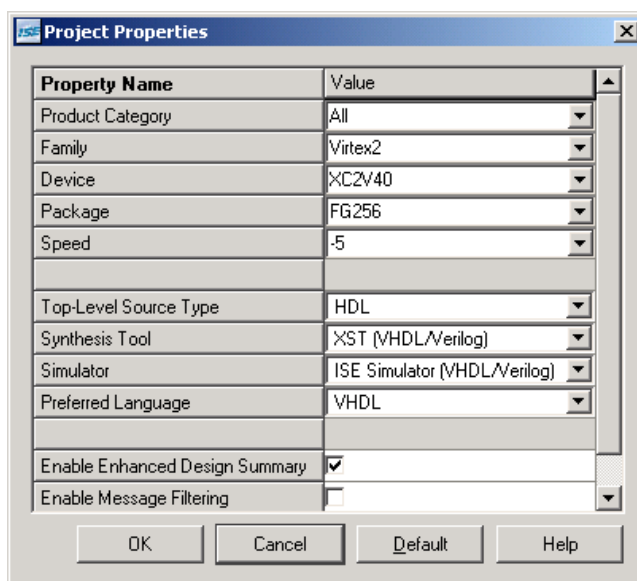 ISE Project Properties
Property Name Value
Product Category All
Family Virtex2
Device XC2V40
Package FG256
Speed -5
Top-Level Source Type HDL
Synthesis Tool XST (VHDL/Verilog)
Simulator ISE Simulator (VHDL/Verilog)
Preferred Language VHDL
Enable Enhanced Design Summary
Enable Message Filtering
OK Cancel Default Help